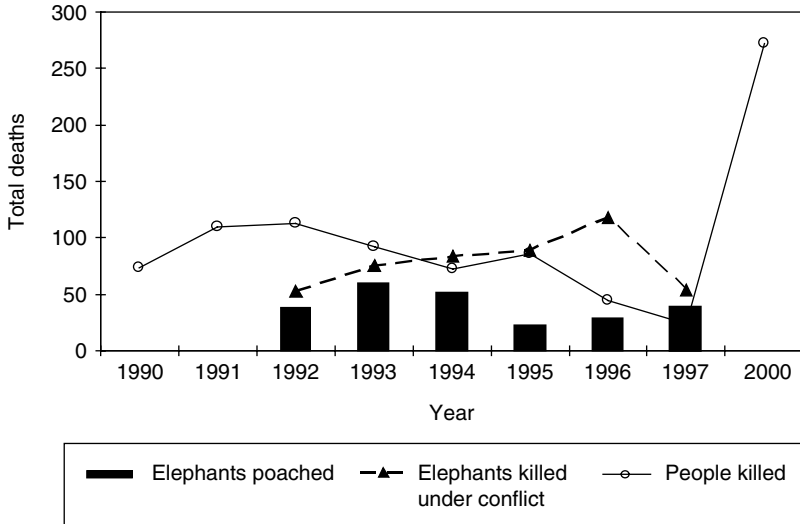 300
250
200
150
100
50
0
Total deaths
1990 1991 1992 1993 1994 1995 1996 1997 2000
Year
Elephants poached
Elephants killed
under conflict
People killed